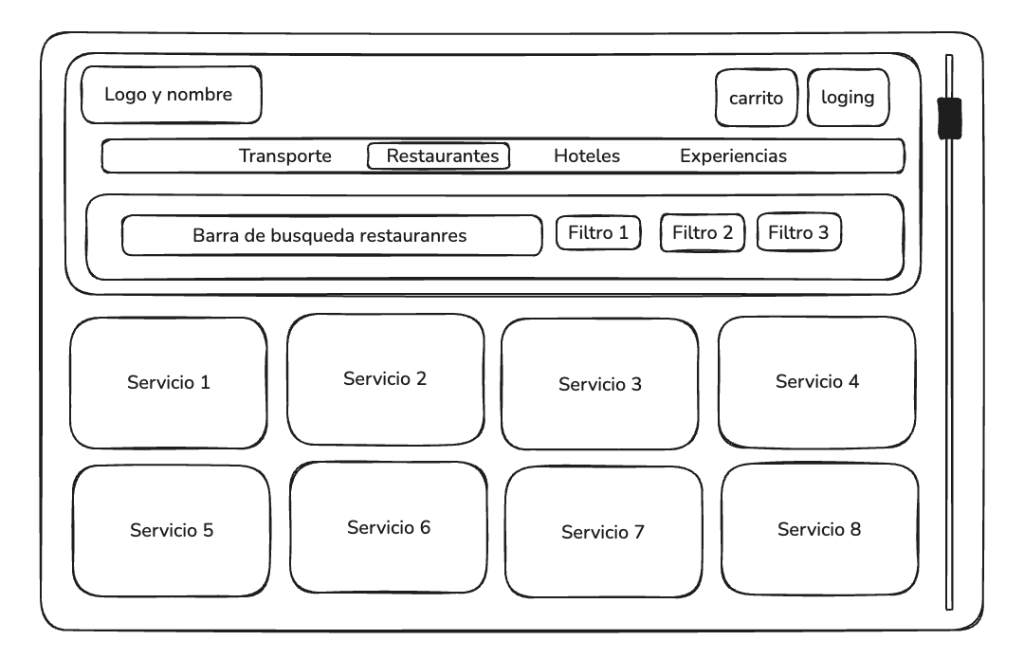 Logo y nombre
carrito
loging
Transporte
Restaurantes
Hoteles
Experiencias
Barra de busqueda restauranres
Filtro 1
Filtro 2
Filtro 3
Servicio 1
Servicio 2
Servicio 3
Servicio 4
Servicio 5
Servicio 6
Servicio 7
Servicio 8